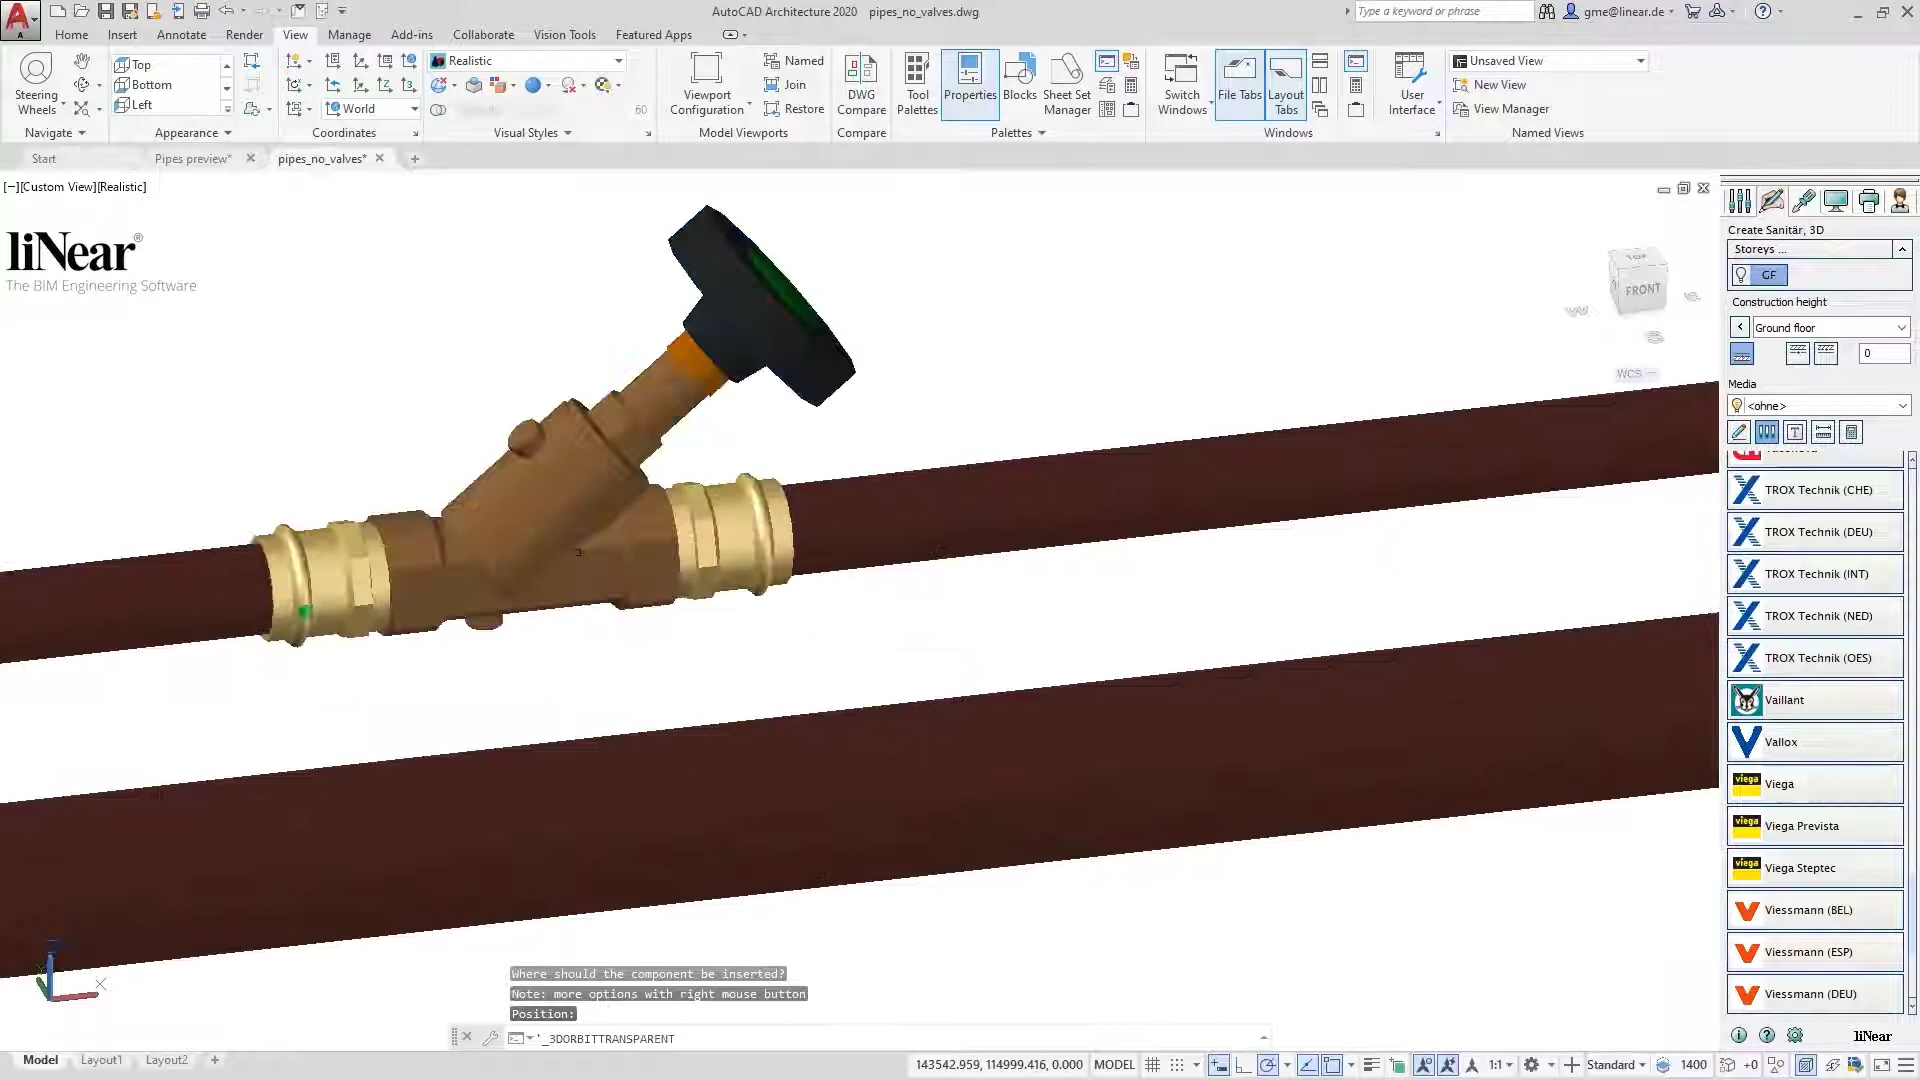 AutoCAD Architecture 2020 pipes_no_valves.dwg
Type a keyword or phrase
gme@linear.de
Home Insert Annotate Render View Manage Add-ins Collaborate Vision Tools Featured Apps
Steering Wheels
Navigate
Top
Bottom
Left
Appearance
World
Coordinates
Realistic
60
Visual Styles
Viewport Configuration
Named
Join
Restore
Model Viewports
DWG Compare
Compare
Tool Palettes
Properties
Blocks
Sheet Set Manager
Palettes
Switch Windows
File Tabs
Layout Tabs
User Interface
Windows
Unsaved View
New View
View Manager
Named Views
Start
Pipes preview*
pipes_no_valves*
[−][Custom View][Realistic]
liNear®
The BIM Engineering Software
TOP
FRONT
W
S
WCS
Create Sanitär, 3D
Storeys ...
GF
Construction height
Ground floor
0
Media
<ohne>
TROX Technik (CHE)
TROX Technik (DEU)
TROX Technik (INT)
TROX Technik (NED)
TROX Technik (OES)
Vaillant
Vallox
viega Viega
viega Viega Prevista
viega Viega Steptec
Viessmann (BEL)
Viessmann (ESP)
Viessmann (DEU)
liNear
Where should the component be inserted?
Note: more options with right mouse button
Position:
'_3DORBITTRANSPARENT
X
Model Layout1 Layout2
143542.959, 114999.416, 0.000 MODEL
1:1
Standard
1400
+0